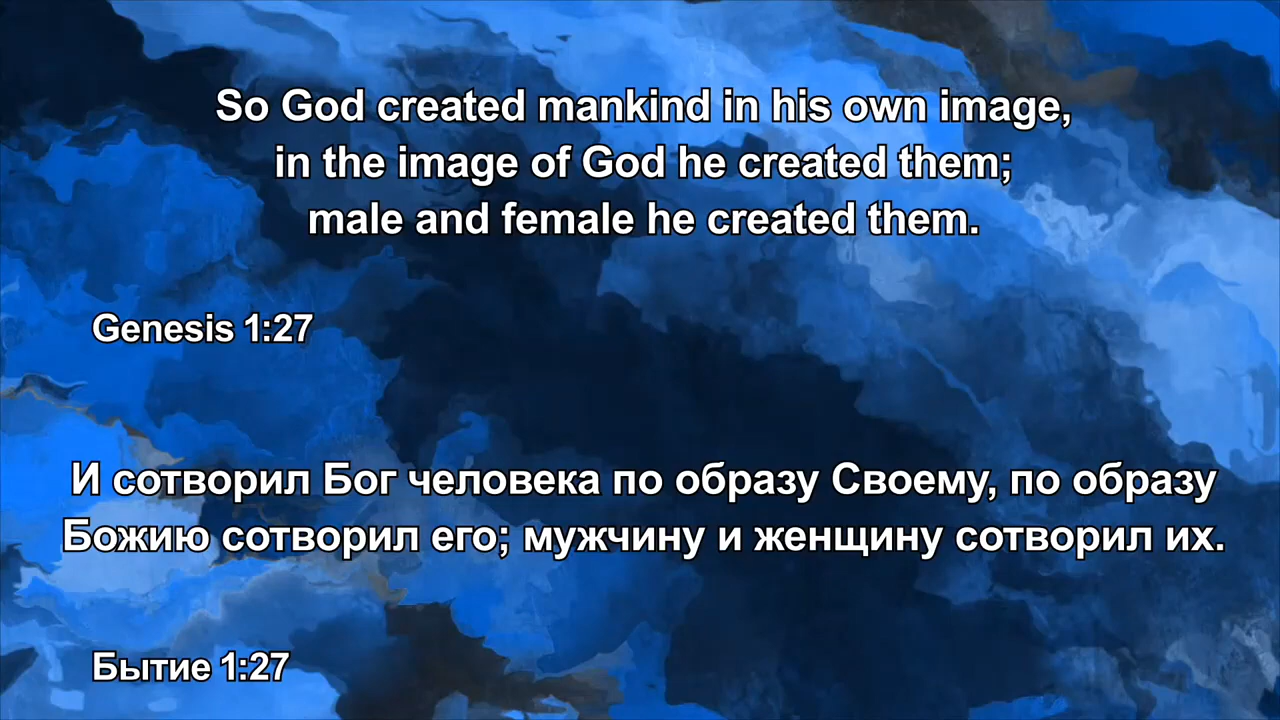 So God created mankind in his own image,
in the image of God he created them;
male and female he created them.
Genesis 1:27
И сотворил Бог человека по образу Своему, по образу
Божию сотворил его; мужчину и женщину сотворил их.
Бытие 1:27